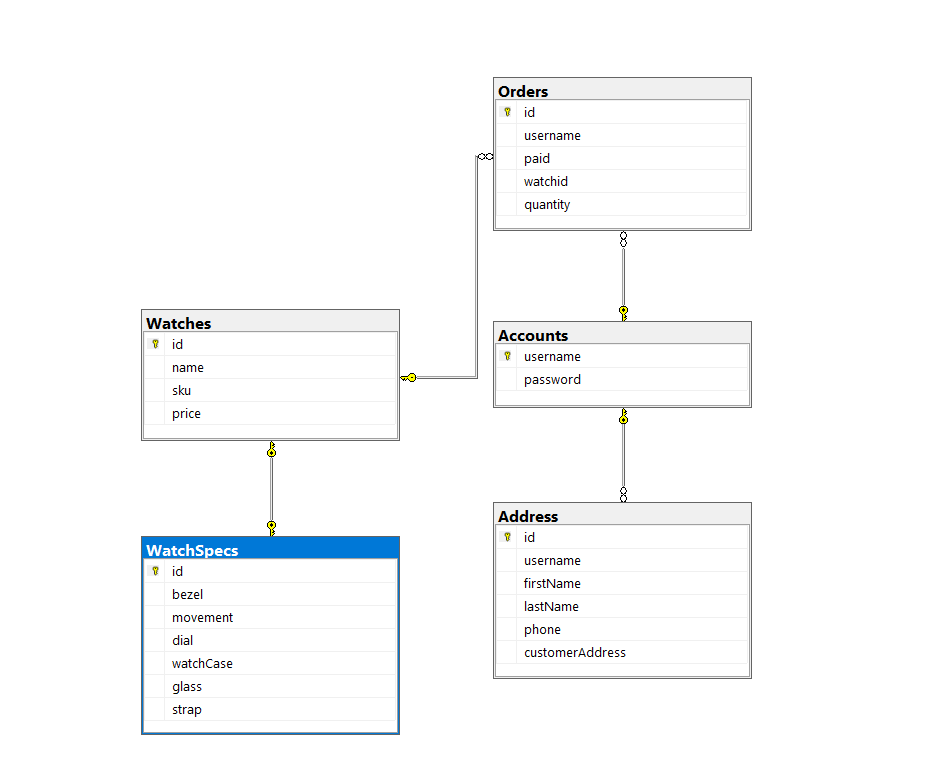 Orders
id
username
paid
watchid
quantity
Watches
id
name
sku
price
Accounts
username
password
Address
id
username
firstName
lastName
phone
customerAddress
WatchSpecs
id
bezel
movement
dial
watchCase
glass
strap